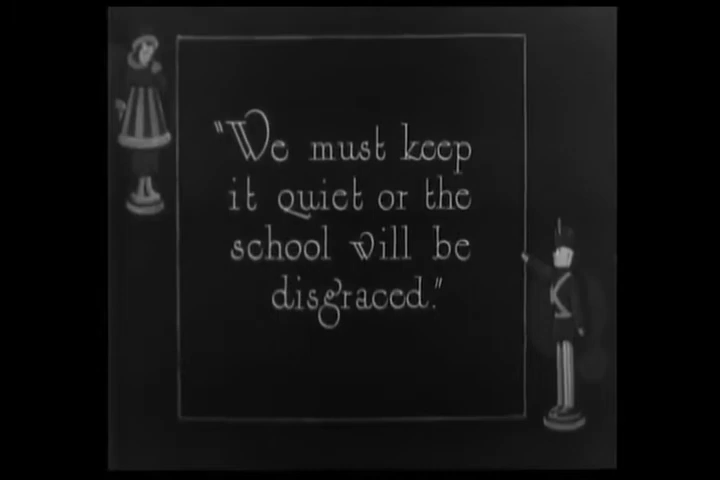 "We must keep
it quiet or the
school will be
disgraced."